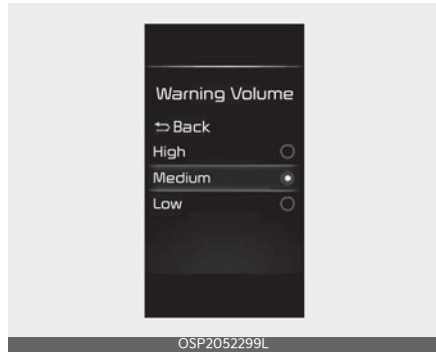 Warning Volume
Back
High
Medium
Low
OSP2052299L